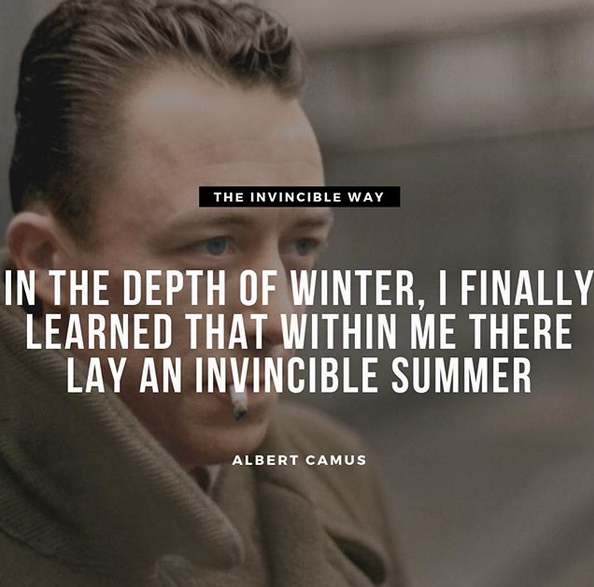 THE INVINCIBLE WAY
IN THE DEPTH OF WINTER, I FINALLY
LEARNED THAT WITHIN ME THERE
LAY AN INVINCIBLE SUMMER
ALBERT CAMUS